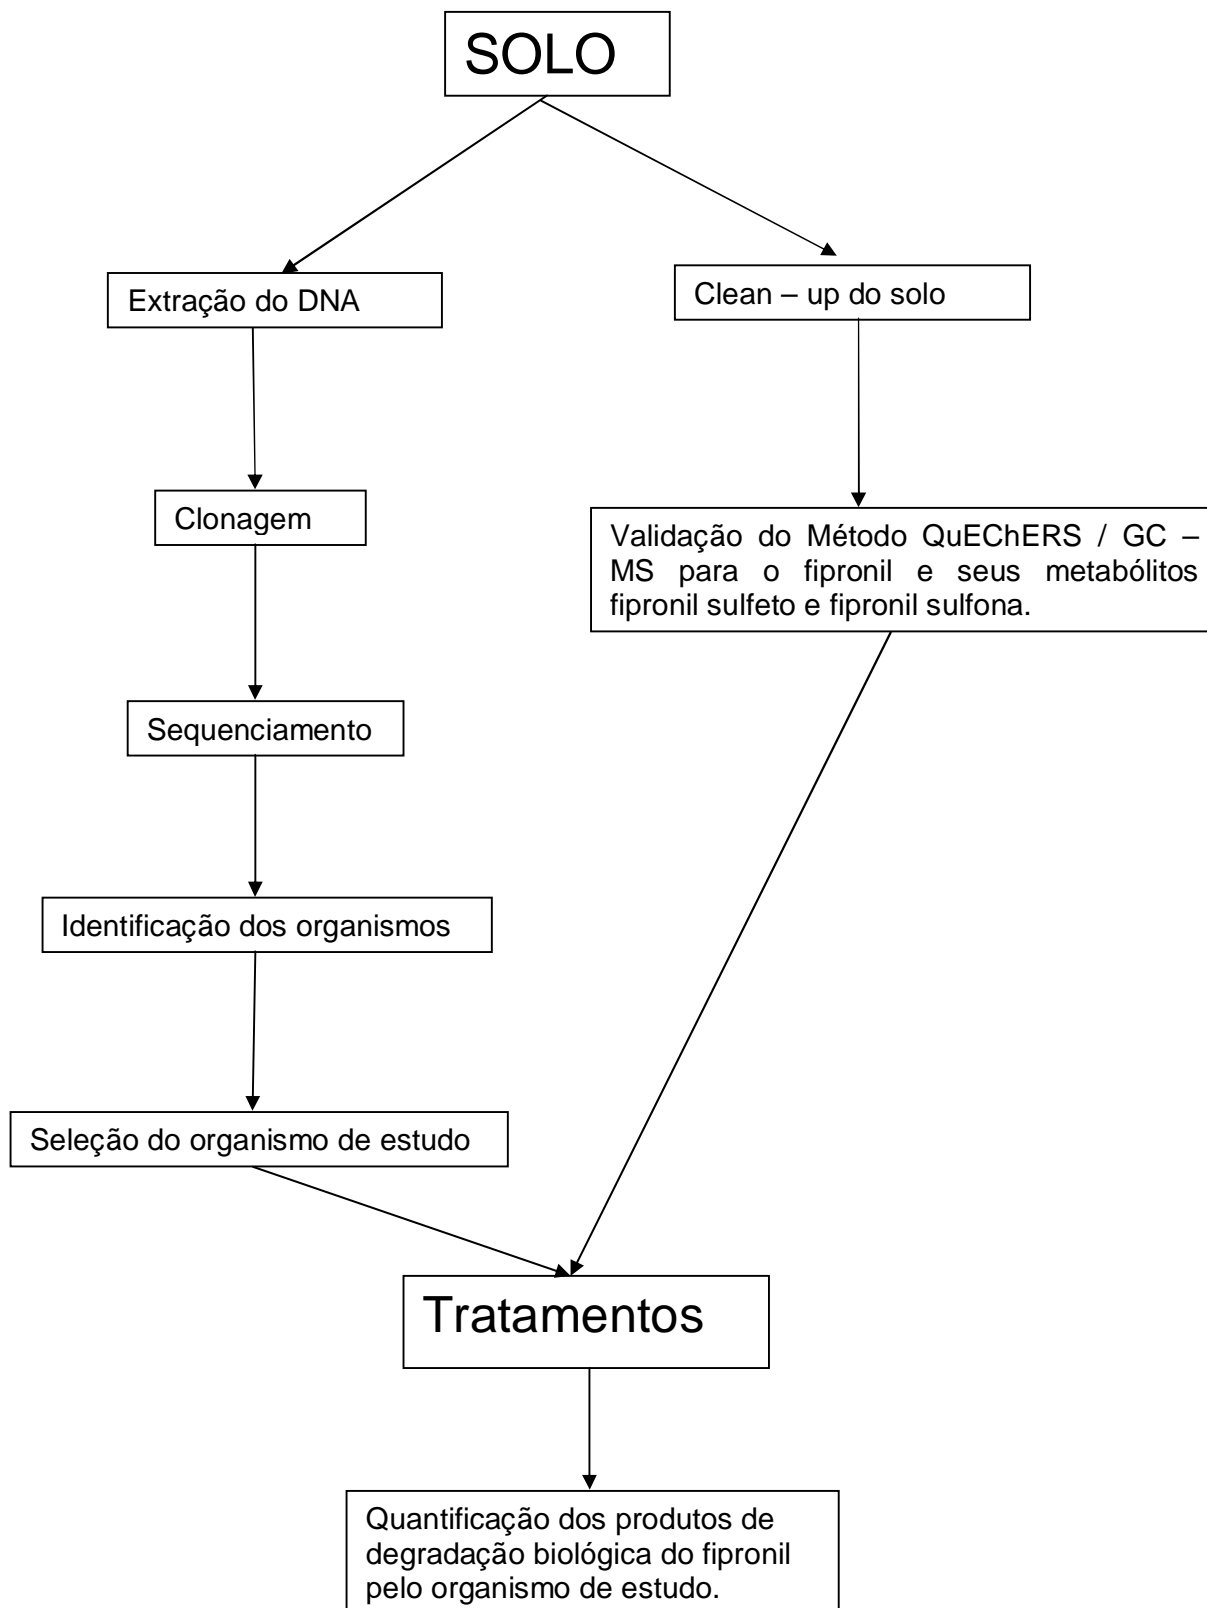 SOLO
Extração do DNA
Clean – up do solo
Clonagem
Validação do Método QuEChERS / GC –
MS para o fipronil e seus metabólitos
fipronil sulfeto e fipronil sulfona.
Sequenciamento
Identificação dos organismos
Seleção do organismo de estudo
Tratamentos
Quantificação dos produtos de
degradação biológica do fipronil
pelo organismo de estudo.